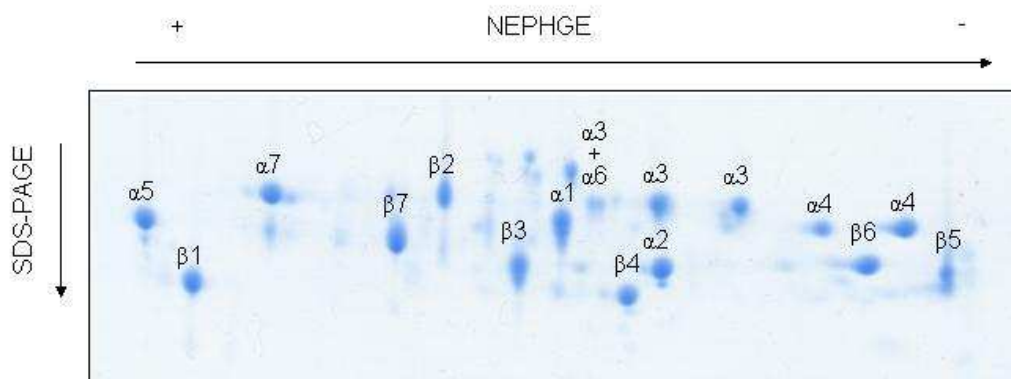 + NEPHGE -
SDS-PAGE
α3
+
α6
β2
α7 α3 α3
α5 α1 α4 α4
β7
β3 α2 β6 β5
β1 β4